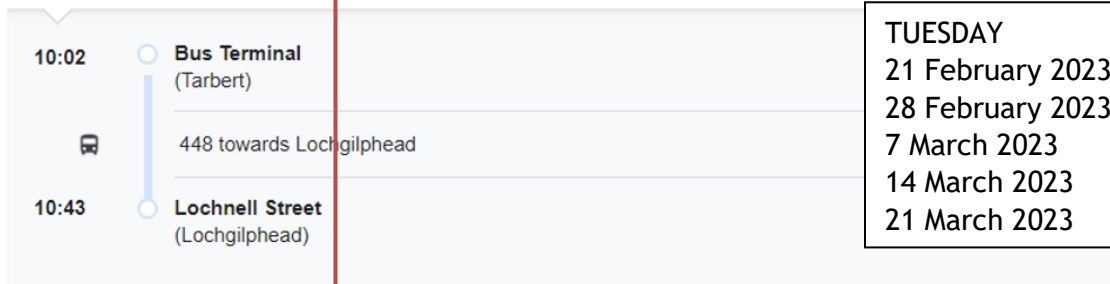 10:02 Bus Terminal
(Tarbert)
448 towards Lochgilphead
10:43 Lochnell Street
(Lochgilphead)
TUESDAY
21 February 2023
28 February 2023
7 March 2023
14 March 2023
21 March 2023